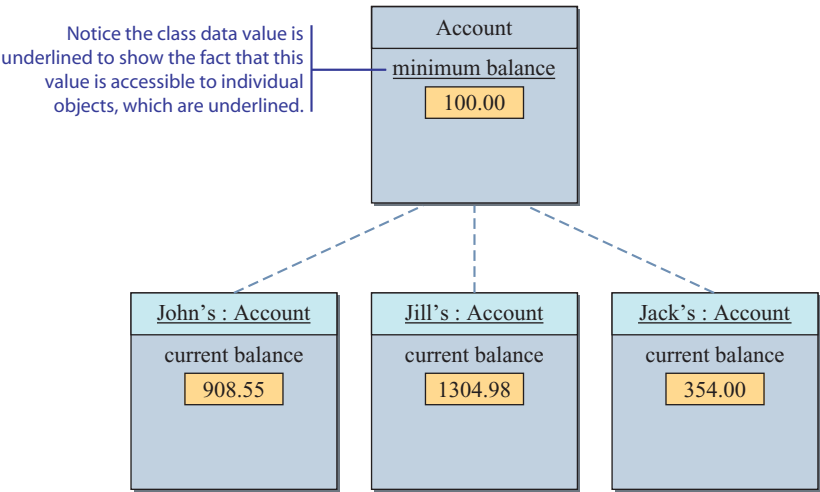 Notice the class data value is
underlined to show the fact that this
value is accessible to individual
objects, which are underlined.
Account
minimum balance
100.00
John’s : Account
current balance
908.55
Jill’s : Account
current balance
1304.98
Jack’s : Account
current balance
354.00